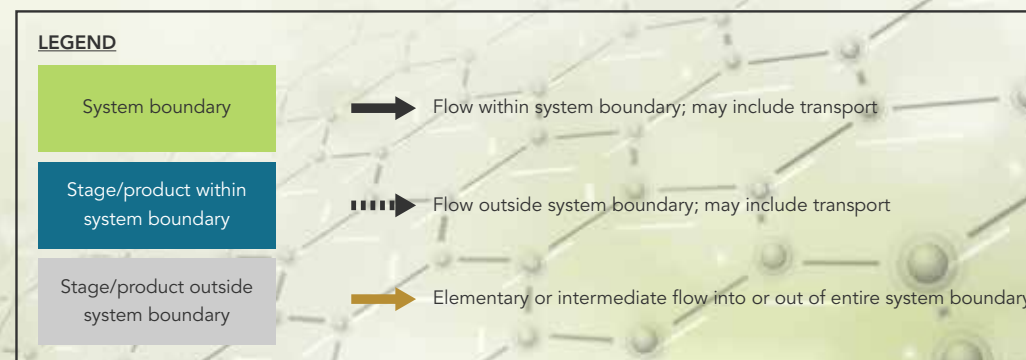 LEGEND
System boundary
Flow within system boundary; may include transport
Stage/product within
system boundary
Flow outside system boundary; may include transport
Stage/product outside
system boundary
Elementary or intermediate flow into or out of entire system boundary